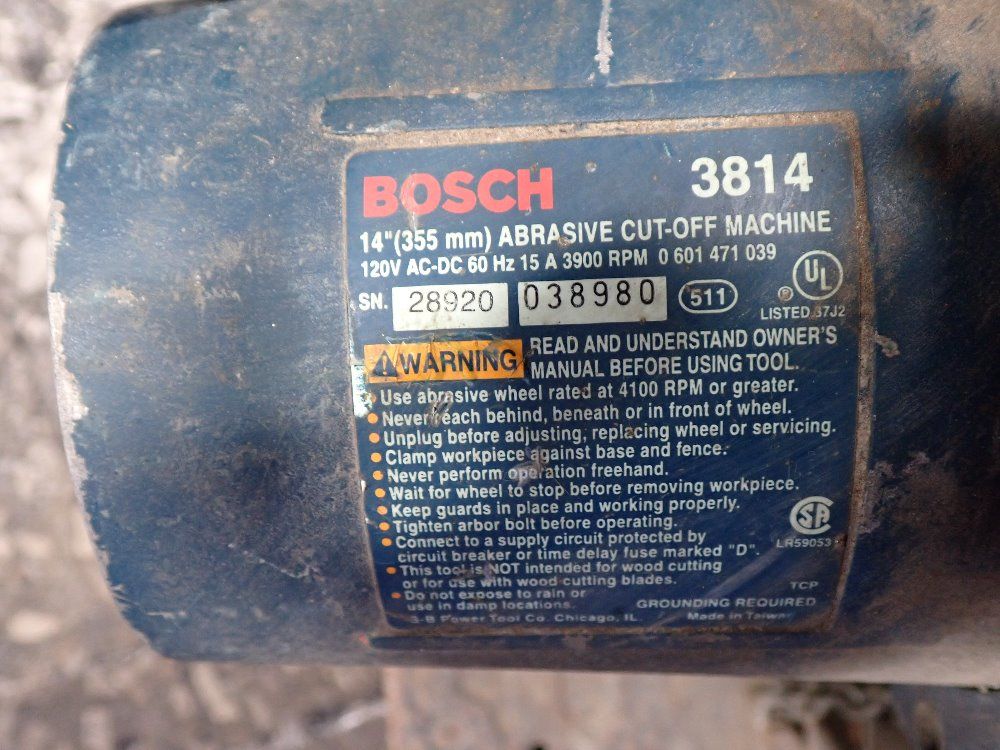 BOSCH 3814
14"(355 mm) ABRASIVE CUT-OFF MACHINE
120V AC-DC 60 Hz 15 A 3900 RPM 0 601 471 039
SN. 28920 038980 511
UL
®
LISTED 37J2
WARNING
READ AND UNDERSTAND OWNER'S
MANUAL BEFORE USING TOOL.
• Use abrasive wheel rated at 4100 RPM or greater.
• Never reach behind, beneath or in front of wheel.
• Unplug before adjusting, replacing wheel or servicing.
• Clamp workpiece against base and fence.
• Never perform operation freehand.
• Wait for wheel to stop before removing workpiece.
• Keep guards in place and working properly.
• Tighten arbor bolt before operating.
• Connect to a supply circuit protected by
circuit breaker or time delay fuse marked "D".
• This tool is NOT intended for wood cutting
or for use with wood cutting blades.
• Do not expose to rain or
use in damp locations.
SA
LR59053
TCP
GROUNDING REQUIRED
S-B Power Tool Co. Chicago, IL.
Made in Taiwan